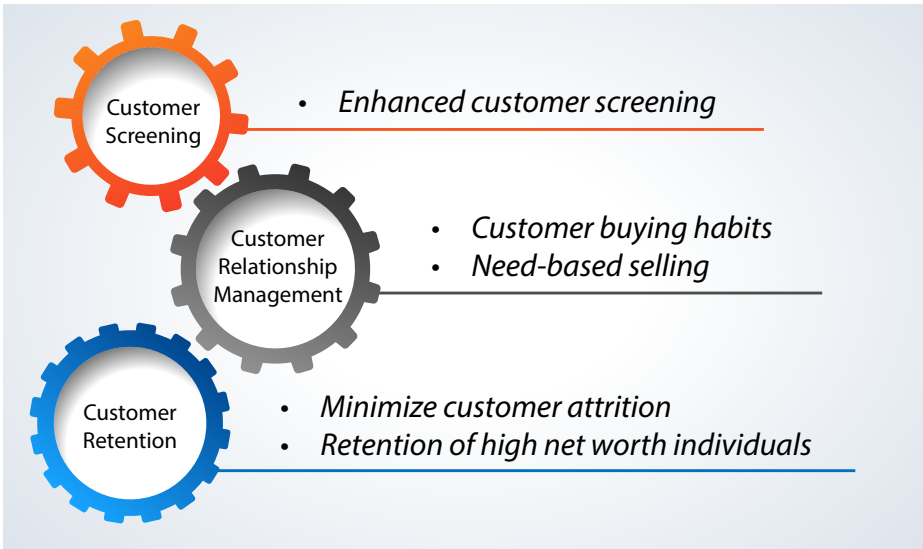 Customer
Screening
• Enhanced customer screening
Customer
Relationship
Management
• Customer buying habits
• Need-based selling
Customer
Retention
• Minimize customer attrition
• Retention of high net worth individuals